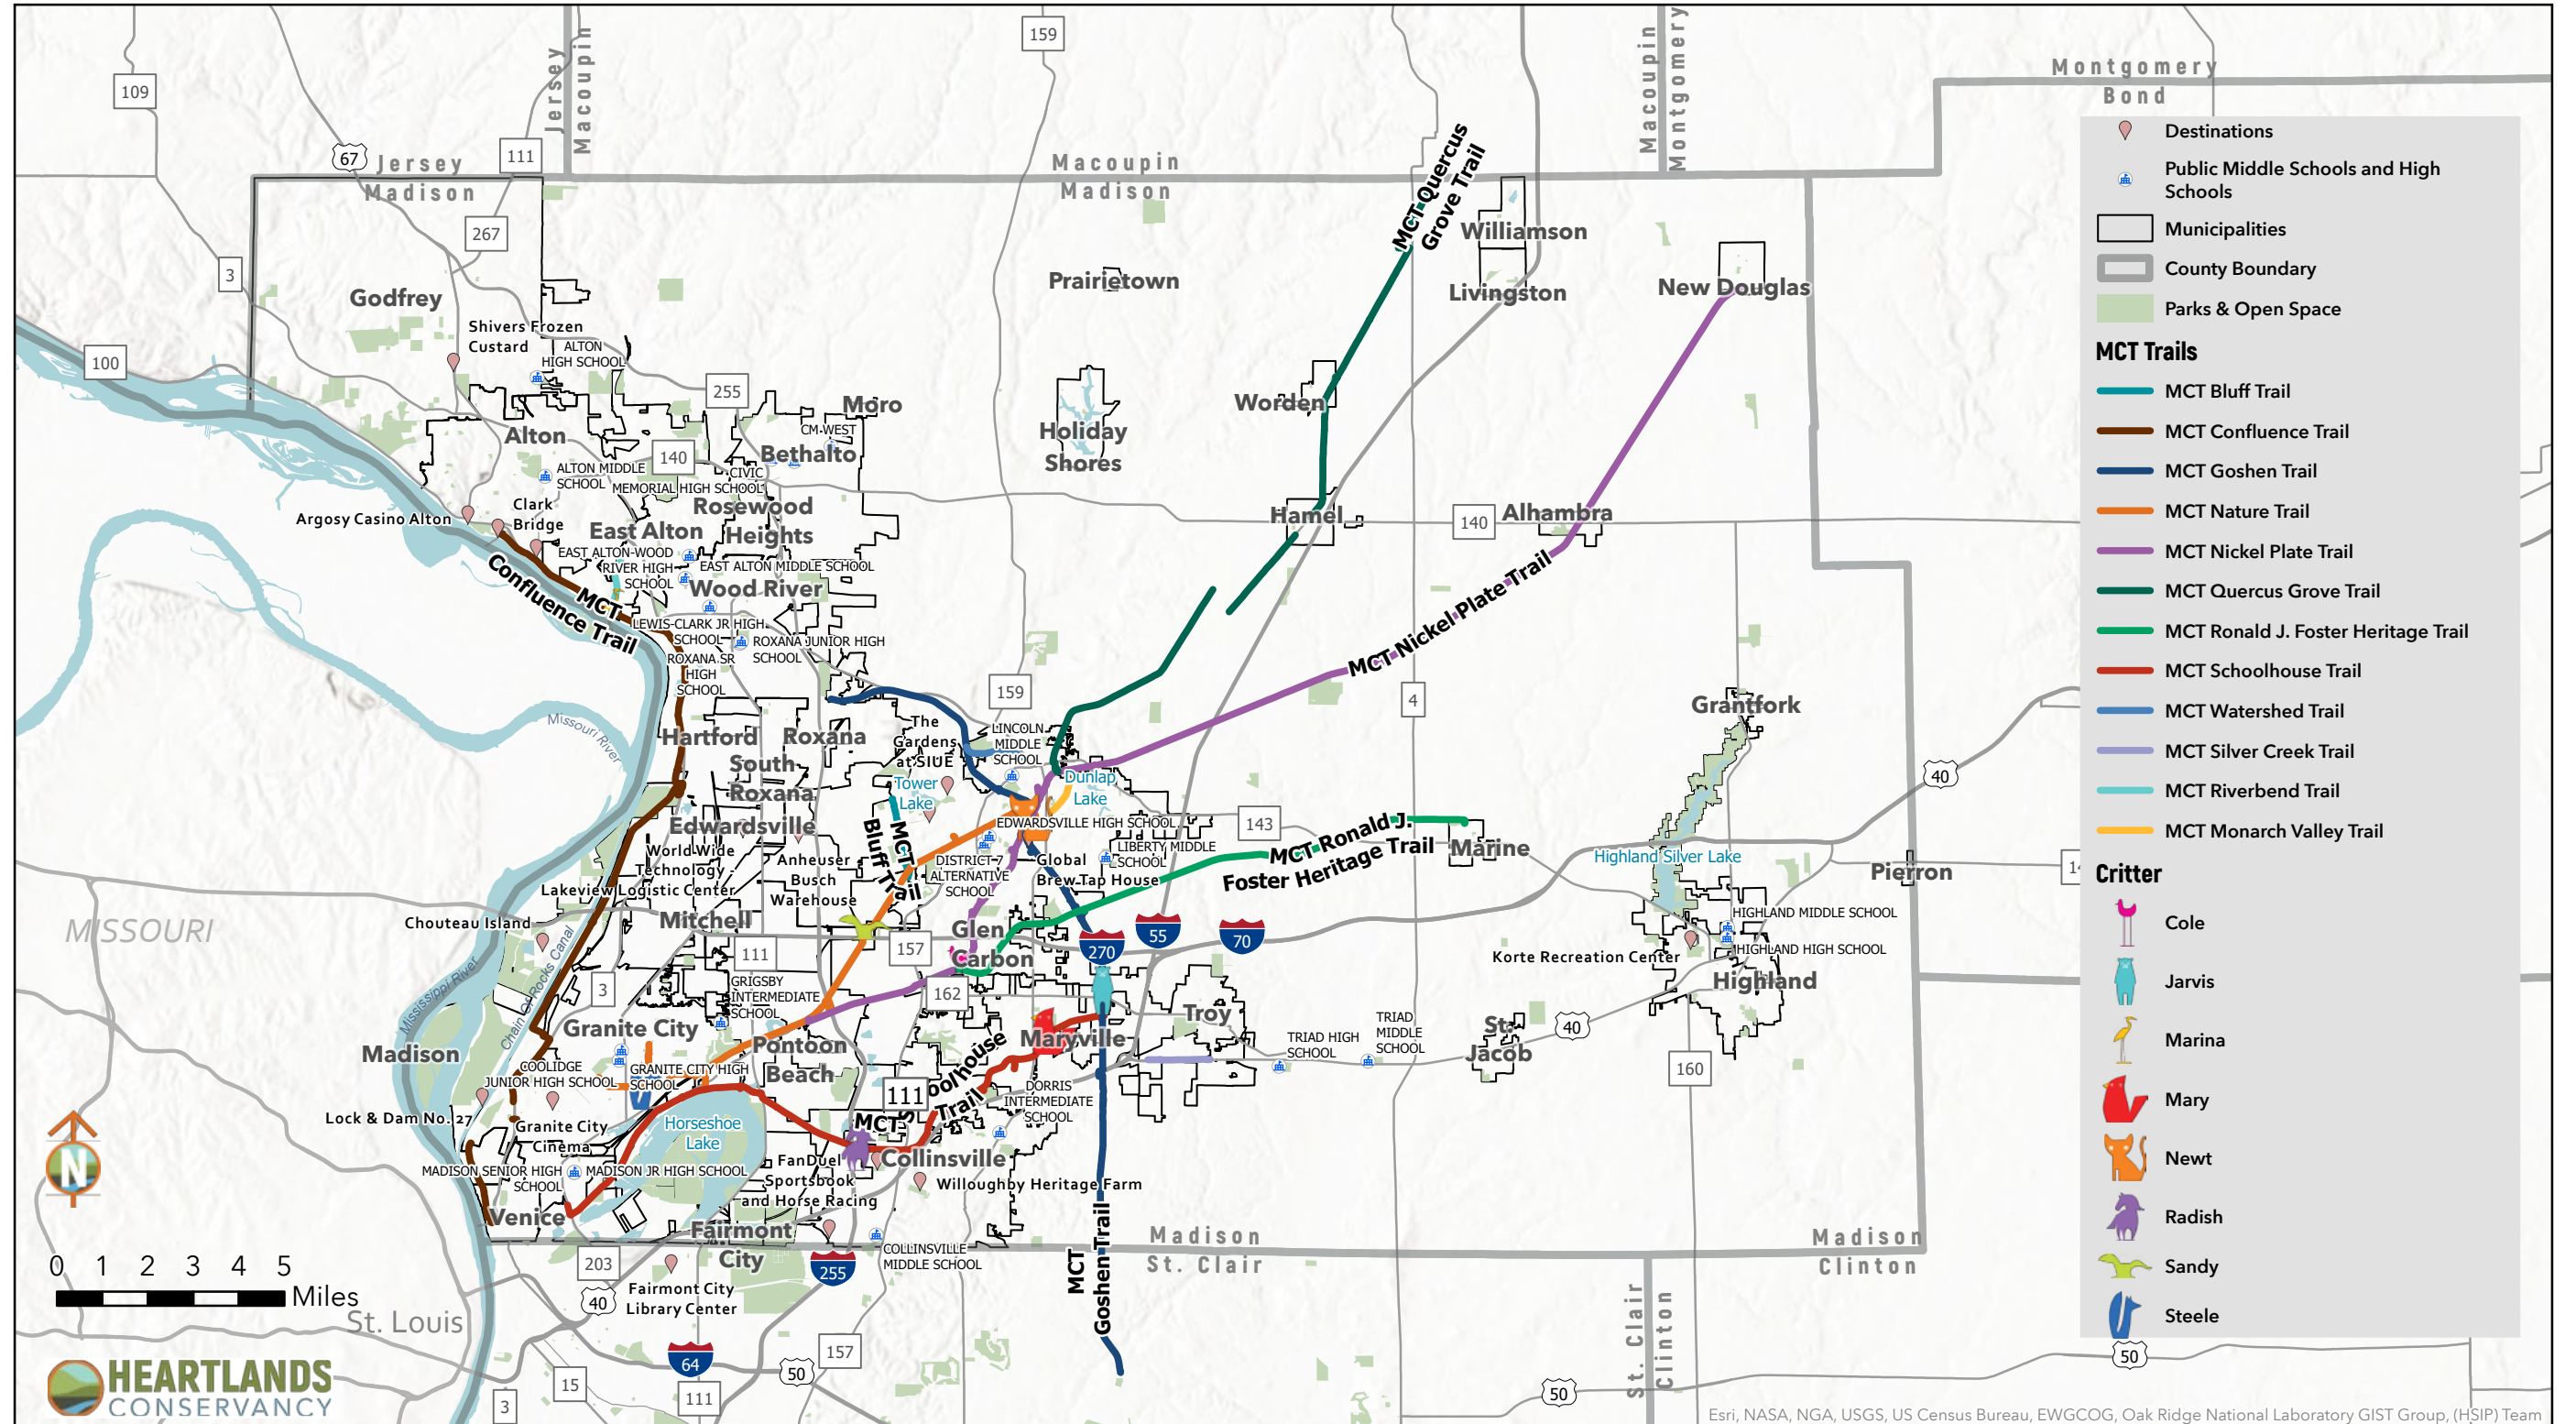 159
109
Jersey
Macoupin
Macoupin
Montgomery
Montgomery
Bond
67
111
Jersey
Madison
Macoupin
Madison
267
3
MCT Quercus
Grove Trail
Williamson
Prairietown
Livingston
New Douglas
Godfrey
Shivers Frozen
Custard
ALTON
HIGH SCHOOL
100
255
Moro
Worden
CM-WEST
Alton
Holiday
Shores
Bethalto
140
ALTON MIDDLE
SCHOOL
CIVIC
MEMORIAL HIGH SCHOOL
Clark
Bridge
Rosewood
Heights
Argosy Casino Alton
East Alton
Hamel
140
Alhambra
EAST ALTON-WOOD
RIVER HIGH
SCHOOL
EAST ALTON MIDDLE SCHOOL
Wood River
MCT
Confluence Trail
LEWIS-CLARK JR HIGH
SCHOOL
ROXANA JUNIOR HIGH
SCHOOL
ROXANA SR
HIGH
SCHOOL
MCT Nickel Plate Trail
159
4
Missouri River
Hartford
Roxana
The
Gardens
at SIUE
LINCOLN
MIDDLE
SCHOOL
Grantfork
South
Roxana
Tower
Lake
Dunlap
Lake
40
Edwardsville
EDWARDSVILLE HIGH SCHOOL
143
MCT
Bluff Trail
MCT Ronald J.
Foster Heritage Trail
Marine
World Wide
Technology -
Lakeview Logistic Center
Anheuser
Busch
Warehouse
DISTRICT 7
ALTERNATIVE
SCHOOL
Global
Brew Tap House
LIBERTY MIDDLE
SCHOOL
Highland Silver Lake
Pierron
14
MISSOURI
Chouteau Island
Mitchell
Glen
Carbon
111
157
270
55
70
HIGHLAND MIDDLE SCHOOL
HIGHLAND HIGH SCHOOL
Korte Recreation Center
Highland
Mississippi River
Chain Of Rocks Canal
3
GRIGSBY
INTERMEDIATE
SCHOOL
162
Granite City
Troy
Maryville
TRIAD HIGH
SCHOOL
TRIAD
MIDDLE
SCHOOL
St.
Jacob
40
160
Madison
Pontoon
Beach
COOLIDGE
JUNIOR HIGH SCHOOL
GRANITE CITY HIGH
SCHOOL
DORRIS
INTERMEDIATE
SCHOOL
111
MCT Schoolhouse
Trail
Lock & Dam No. 27
Granite City
Cinema
Horseshoe
Lake
Collinsville
MADISON SENIOR HIGH
SCHOOL
MADISON JR HIGH SCHOOL
FanDuel
Sportsbook
and Horse Racing
Willoughby Heritage Farm
Venice
Fairmont
City
203
255
COLLINSVILLE
MIDDLE SCHOOL
Madison
St. Clair
Madison
Clinton
MCT
Goshen Trail
Fairmont City
Library Center
40
St. Clair
Clinton
64
50
157
15
111
3
50
50
N
0 1 2 3 4 5
Miles
St. Louis
HEARTLANDS
CONSERVANCY
Destinations
Public Middle Schools and High
Schools
Municipalities
County Boundary
Parks & Open Space
MCT Trails
MCT Bluff Trail
MCT Confluence Trail
MCT Goshen Trail
MCT Nature Trail
MCT Nickel Plate Trail
MCT Quercus Grove Trail
MCT Ronald J. Foster Heritage Trail
MCT Schoolhouse Trail
MCT Watershed Trail
MCT Silver Creek Trail
MCT Riverbend Trail
MCT Monarch Valley Trail
Critter
Cole
Jarvis
Marina
Mary
Newt
Radish
Sandy
Steele
Esri, NASA, NGA, USGS, US Census Bureau, EWGCOG, Oak Ridge National Laboratory GIST Group, (HSIP) Team